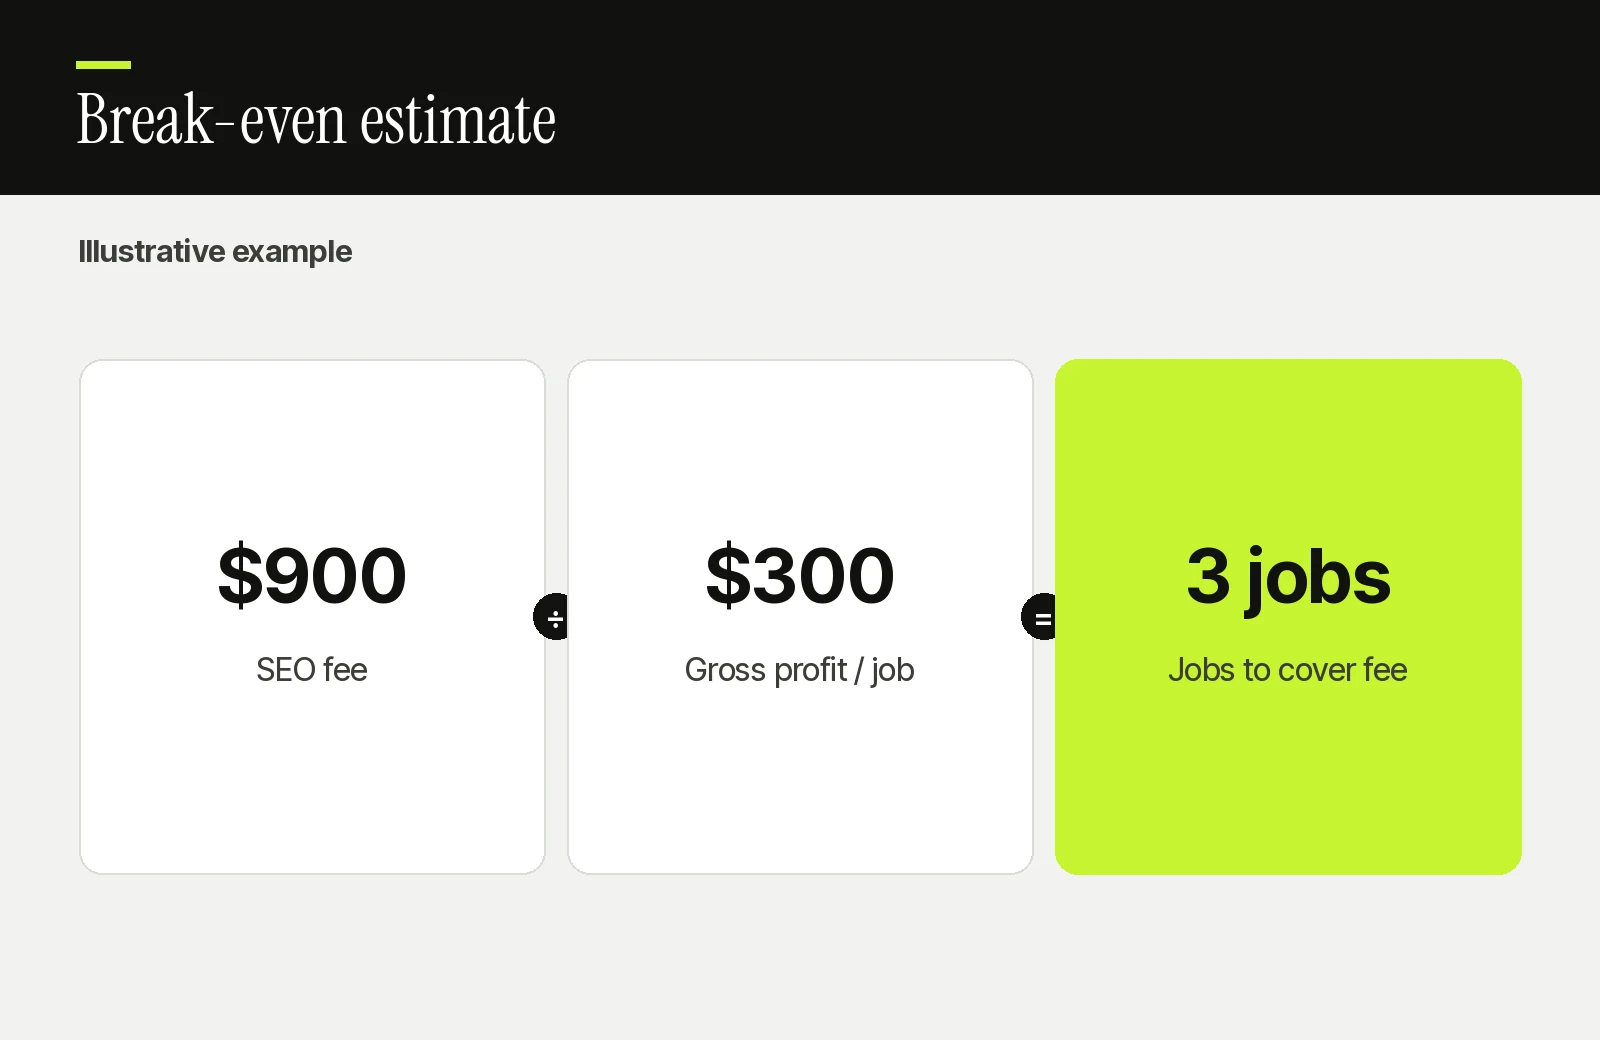 Break-even estimate
Illustrative example
$900
SEO fee
÷
$300
Gross profit / job
=
3 jobs
Jobs to cover fee